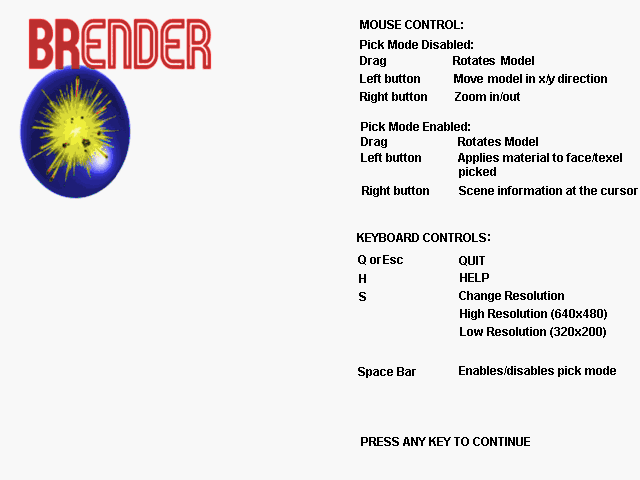 BRENDER
MOUSE CONTROL:
Pick Mode Disabled:
Drag Rotates Model
Left button Move model in x/y direction
Right button Zoom in/out
Pick Mode Enabled:
Drag Rotates Model
Left button Applies material to face/texel
picked
Right button Scene information at the cursor
KEYBOARD CONTROLS:
Q or Esc QUIT
H HELP
S Change Resolution
High Resolution (640x480)
Low Resolution (320x200)
Space Bar Enables/disables pick mode
PRESS ANY KEY TO CONTINUE